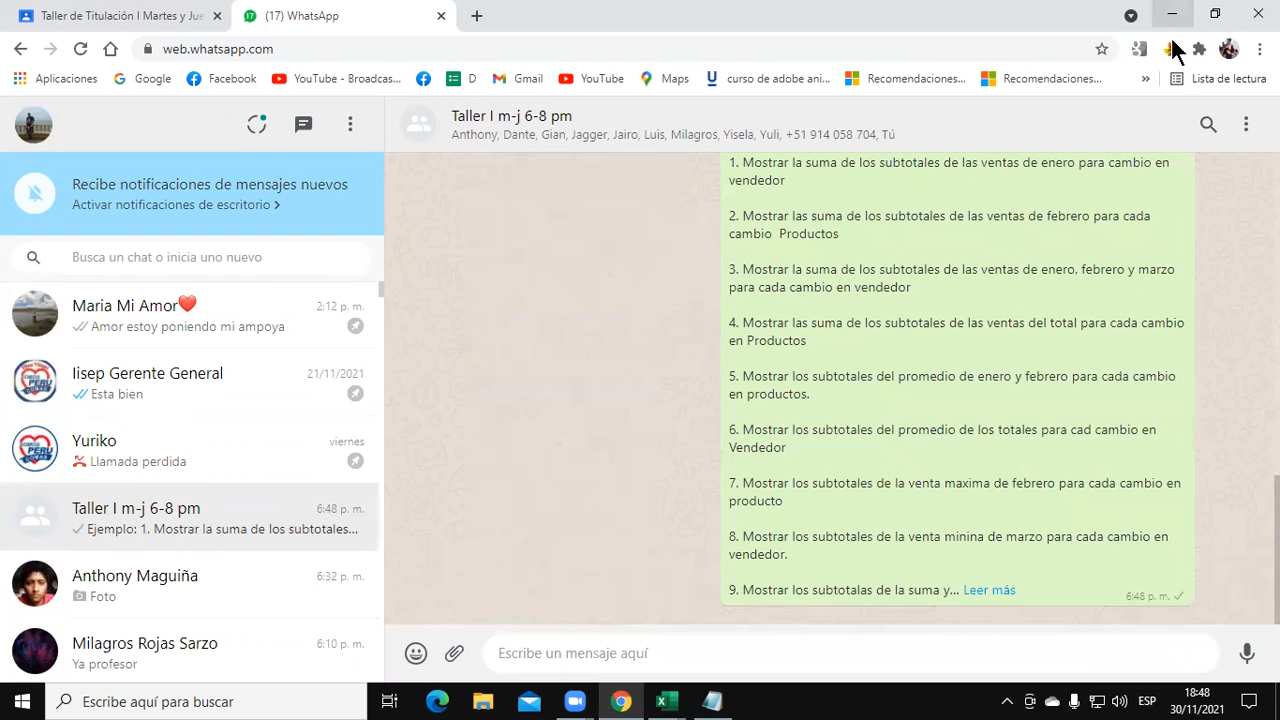 Taller de Titulación I Martes y Jue
(17) WhatsApp
web.whatsapp.com
Aplicaciones
Google
Facebook
YouTube - Broadcas...
D
Gmail
YouTube
Maps
curso de adobe ani...
Recomendaciones...
Recomendaciones...
Lista de lectura
Recibe notificaciones de mensajes nuevos
Activar notificaciones de escritorio
Busca un chat o inicia uno nuevo
Maria Mi Amor 2:12 p. m.
Amor estoy poniendo mi ampoya
Iisep Gerente General 21/11/2021
Esta bien
Yuriko viernes
Llamada perdida
Taller I m-j 6-8 pm 6:48 p. m.
Ejemplo: 1. Mostrar la suma de los subtotales...
Anthony Maguiña 6:32 p. m.
Foto
Milagros Rojas Sarzo 6:10 p. m.
Ya profesor
Taller I m-j 6-8 pm
Anthony, Dante, Gian, Jagger, Jairo, Luis, Milagros, Yisela, Yuli, +51 914 058 704, Tú
1. Mostrar la suma de los subtotales de las ventas de enero para cambio en
vendedor
2. Mostrar las suma de los subtotales de las ventas de febrero para cada
cambio Productos
3. Mostrar la suma de los subtotales de las ventas de enero, febrero y marzo
para cada cambio en vendedor
4. Mostrar las suma de los subtotales de las ventas del total para cada cambio
en Productos
5. Mostrar los subtotales del promedio de enero y febrero para cada cambio
en productos.
6. Mostrar los subtotales del promedio de los totales para cad cambio en
Vendedor
7. Mostrar los subtotales de la venta maxima de febrero para cada cambio en
producto
8. Mostrar los subtotales de la venta minina de marzo para cada cambio en
vendedor.
9. Mostrar los subtotalas de la suma y... Leer más
6:48 p. m.
Escribe un mensaje aquí
Escribe aquí para buscar
ESP
18:48
30/11/2021